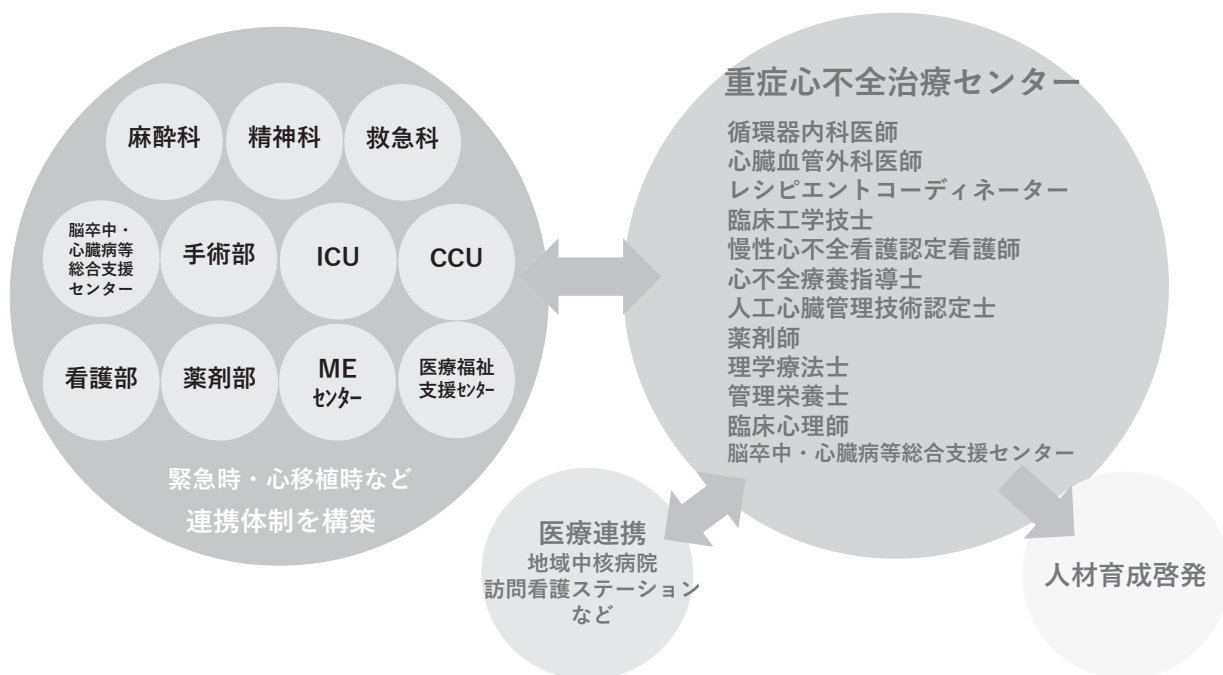 麻酔科
精神科
救急科
脳卒中・
心臓病等
総合支援
センター
手術部
ICU
CCU
看護部
薬剤部
ME
ｾﾝﾀｰ
医療福祉
支援ｾﾝﾀｰ
緊急時・心移植時など
連携体制を構築
重症心不全治療センター
循環器内科医師
心臓血管外科医師
レシピエントコーディネーター
臨床工学技士
慢性心不全看護認定看護師
心不全療養指導士
人工心臓管理技術認定士
薬剤師
理学療法士
管理栄養士
臨床心理師
脳卒中・心臓病等総合支援センター
医療連携
地域中核病院
訪問看護ステーション
など
人材育成啓発